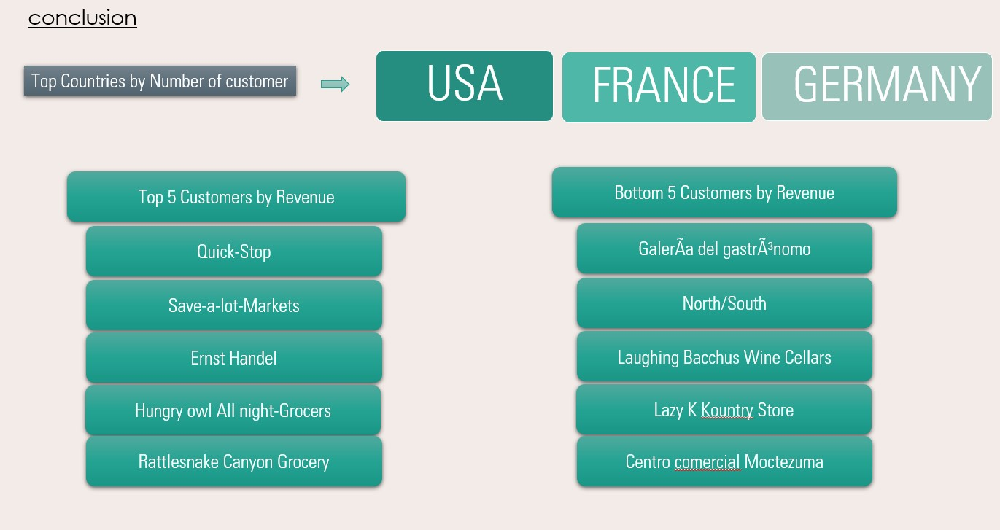 conclusion
Top Countries by Number of customer
USA
FRANCE
GERMANY
Top 5 Customers by Revenue
Quick-Stop
Save-a-lot-Markets
Ernst Handel
Hungry owl All night-Grocers
Rattlesnake Canyon Grocery
Bottom 5 Customers by Revenue
GalerÃa del gastrÃ³nomo
North/South
Laughing Bacchus Wine Cellars
Lazy K Kountry Store
Centro comercial Moctezuma